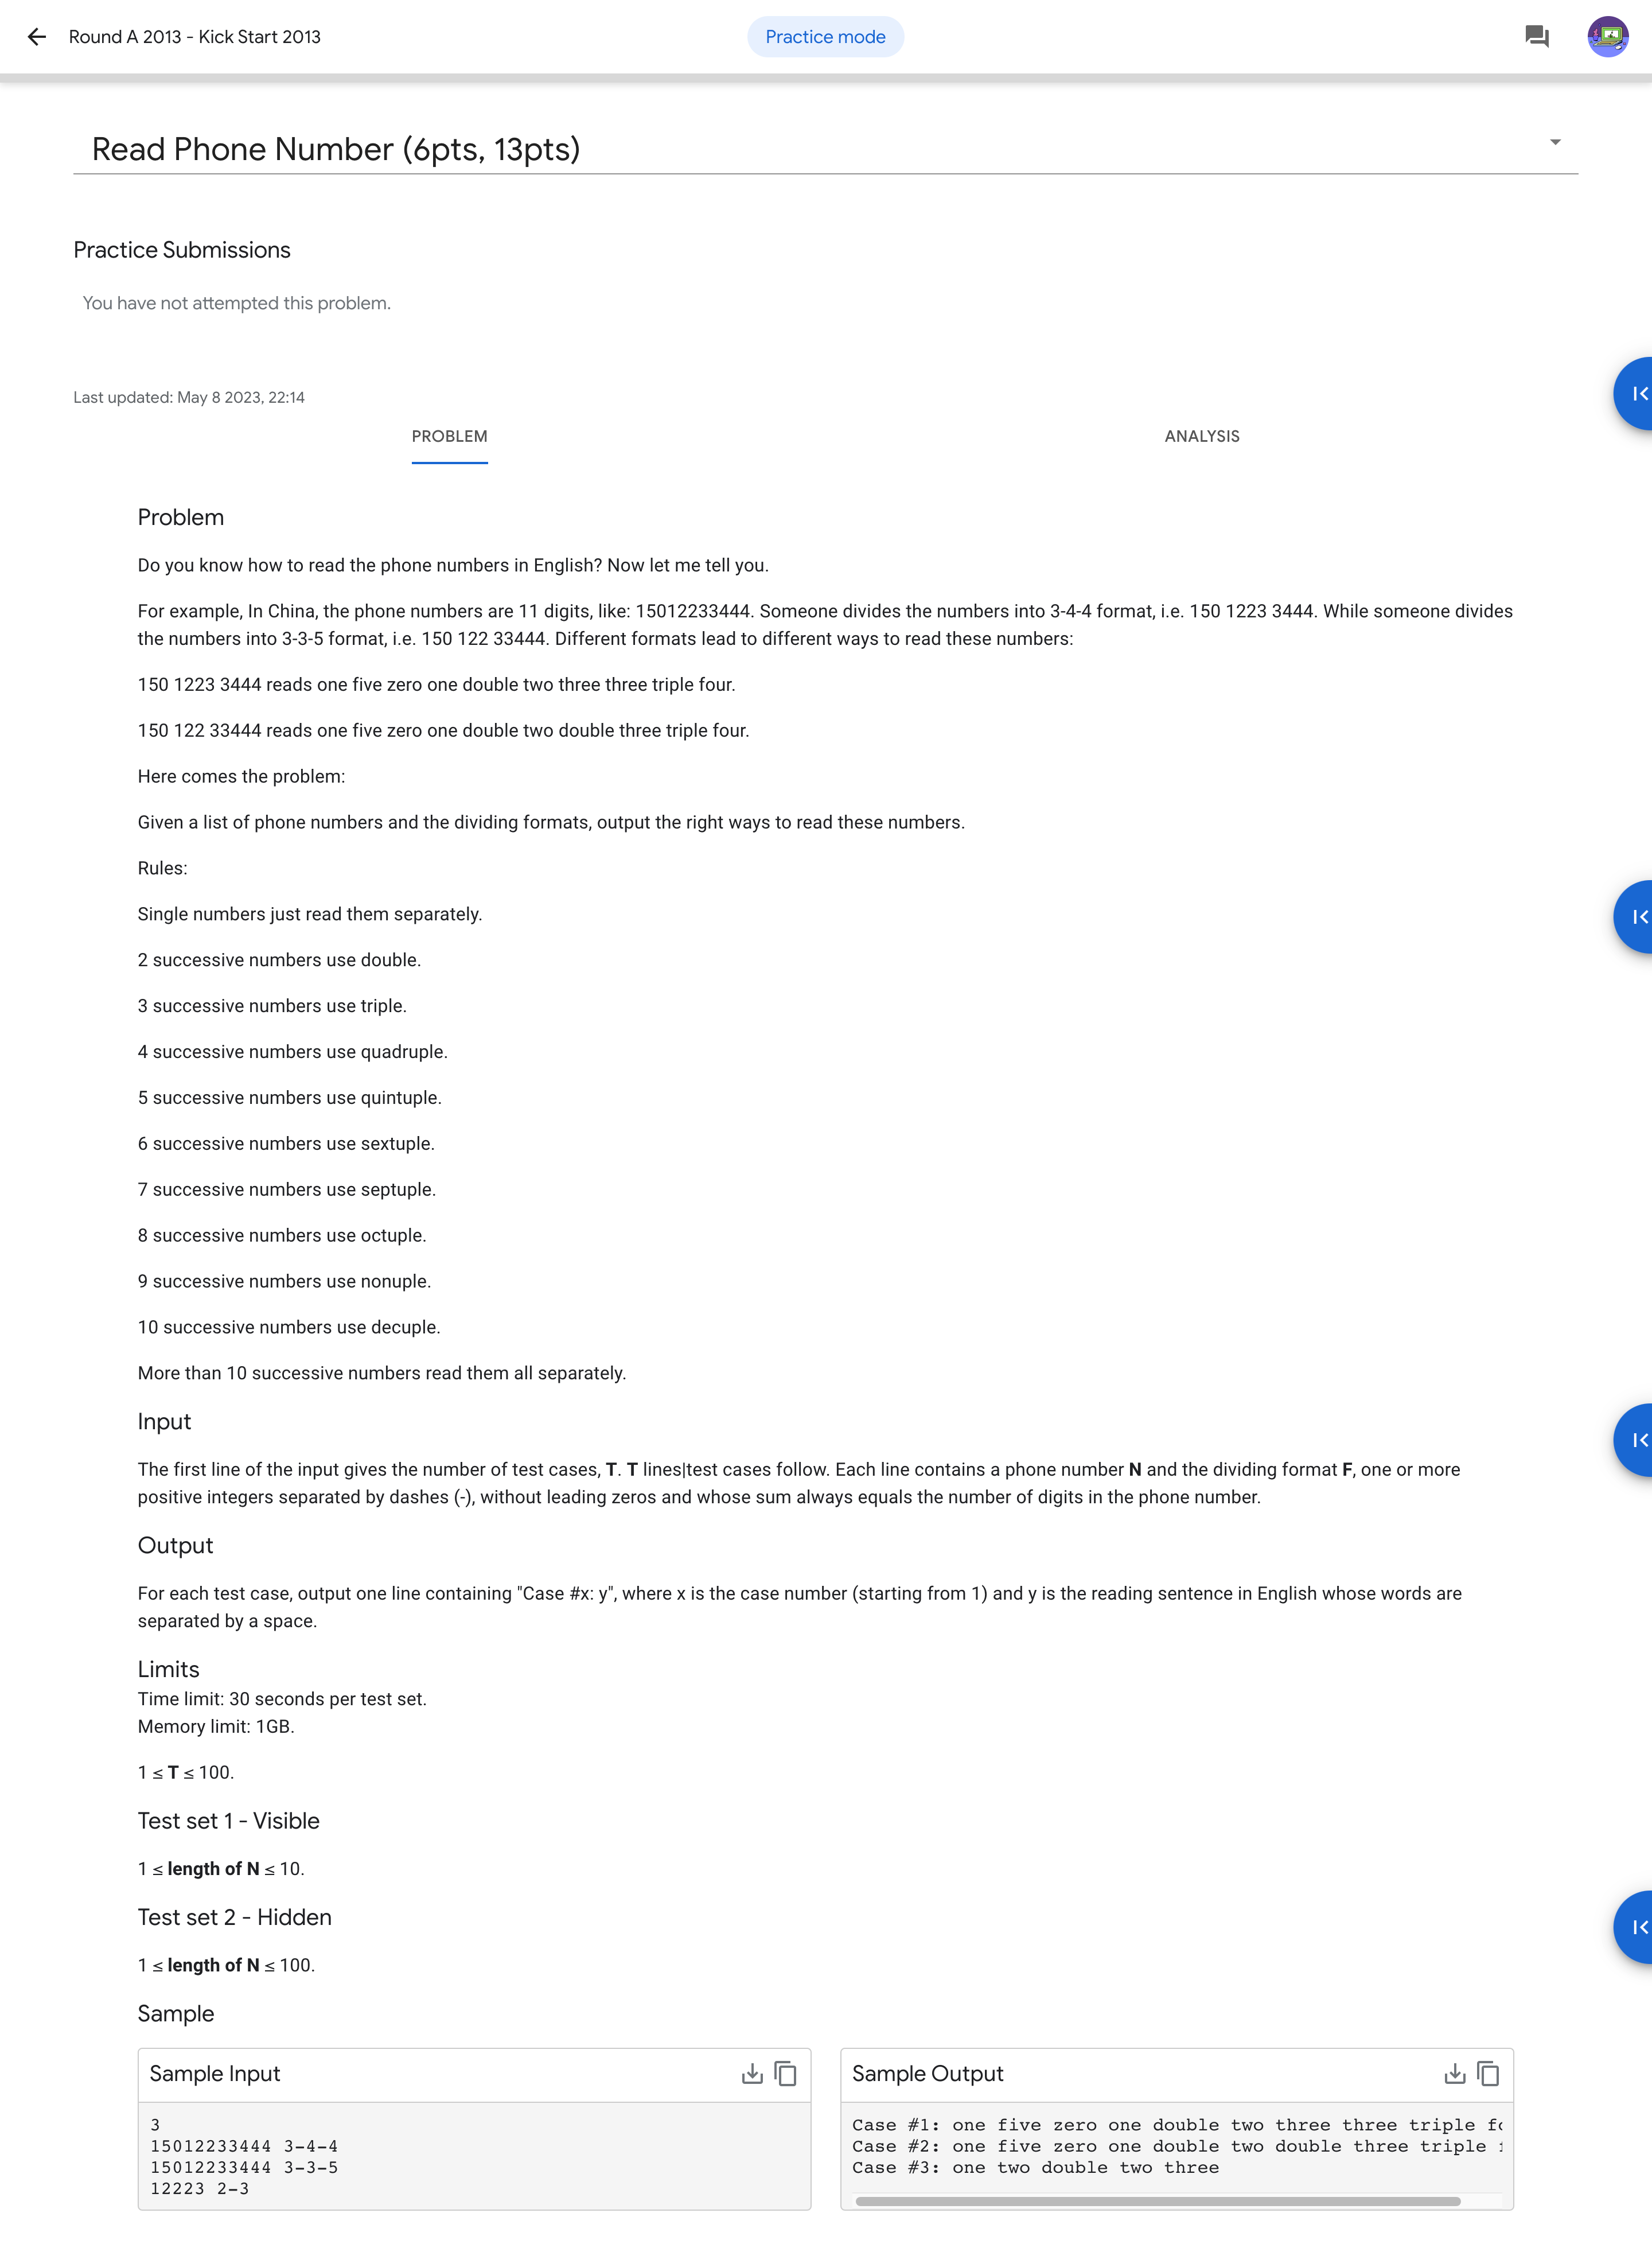 Round A 2013 - Kick Start 2013
Practice mode
Read Phone Number (6pts, 13pts)
Practice Submissions
You have not attempted this problem.
Last updated: May 8 2023, 22:14
PROBLEM
ANALYSIS
Problem
Do you know how to read the phone numbers in English? Now let me tell you.
For example, In China, the phone numbers are 11 digits, like: 15012233444. Someone divides the numbers into 3-4-4 format, i.e. 150 1223 3444. While someone divides
the numbers into 3-3-5 format, i.e. 150 122 33444. Different formats lead to different ways to read these numbers:
150 1223 3444 reads one five zero one double two three three triple four.
150 122 33444 reads one five zero one double two double three triple four.
Here comes the problem:
Given a list of phone numbers and the dividing formats, output the right ways to read these numbers.
Rules:
Single numbers just read them separately.
2 successive numbers use double.
3 successive numbers use triple.
4 successive numbers use quadruple.
5 successive numbers use quintuple.
6 successive numbers use sextuple.
7 successive numbers use septuple.
8 successive numbers use octuple.
9 successive numbers use nonuple.
10 successive numbers use decuple.
More than 10 successive numbers read them all separately.
Input
The first line of the input gives the number of test cases, T. T lines|test cases follow. Each line contains a phone number N and the dividing format F, one or more
positive integers separated by dashes (-), without leading zeros and whose sum always equals the number of digits in the phone number.
Output
For each test case, output one line containing "Case #x: y", where x is the case number (starting from 1) and y is the reading sentence in English whose words are
separated by a space.
Limits
Time limit: 30 seconds per test set.
Memory limit: 1GB.
1 ≤ T ≤ 100.
Test set 1 - Visible
1 ≤ length of N ≤ 10.
Test set 2 - Hidden
1 ≤ length of N ≤ 100.
Sample
Sample Input
3
15012233444 3-4-4
15012233444 3-3-5
12223 2-3
Sample Output
Case #1: one five zero one double two three three triple
Case #2: one five zero one double two double three triple
Case #3: one two double two three